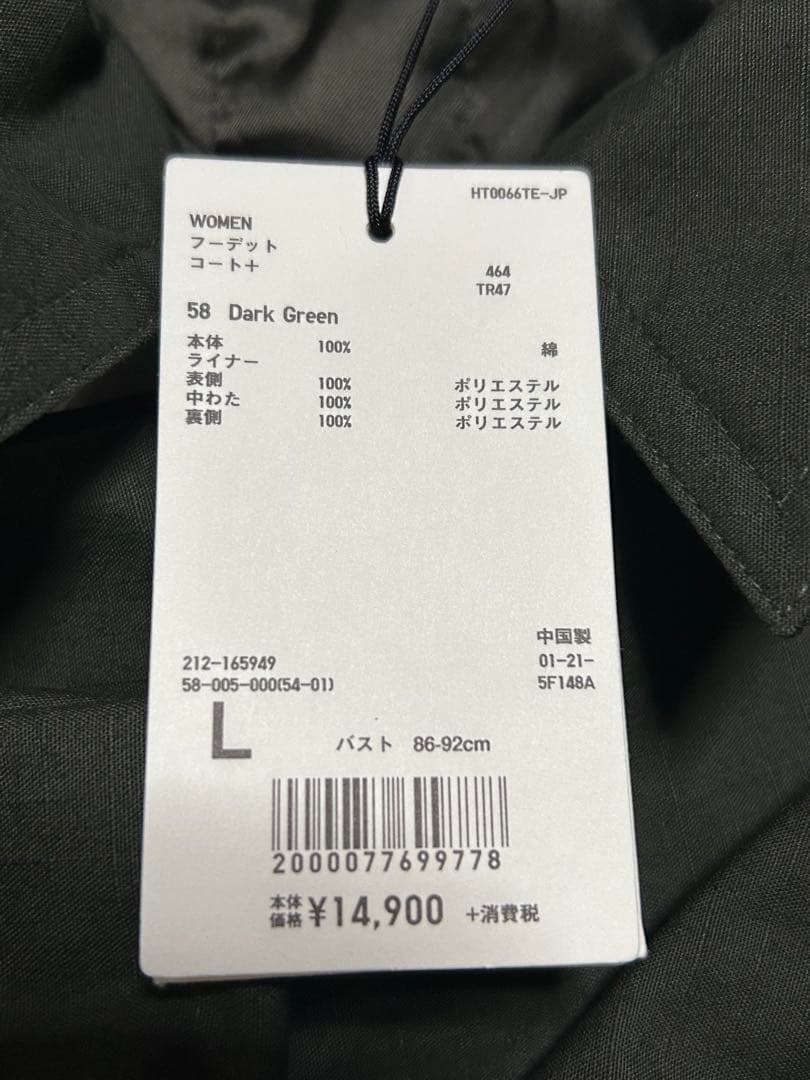 HT0066TE-JP
WOMEN
フーデット
コート+
464
TR47
58 Dark Green
本体 100% 綿
ライナー
表側 100% ポリエステル
中わた 100% ポリエステル
裏側 100% ポリエステル
中国製
212-165949 01-21-
58-005-000(54-01) 5F148A
L バスト 86-92cm
2000077699778
本体価格 ¥14,900 +消費税